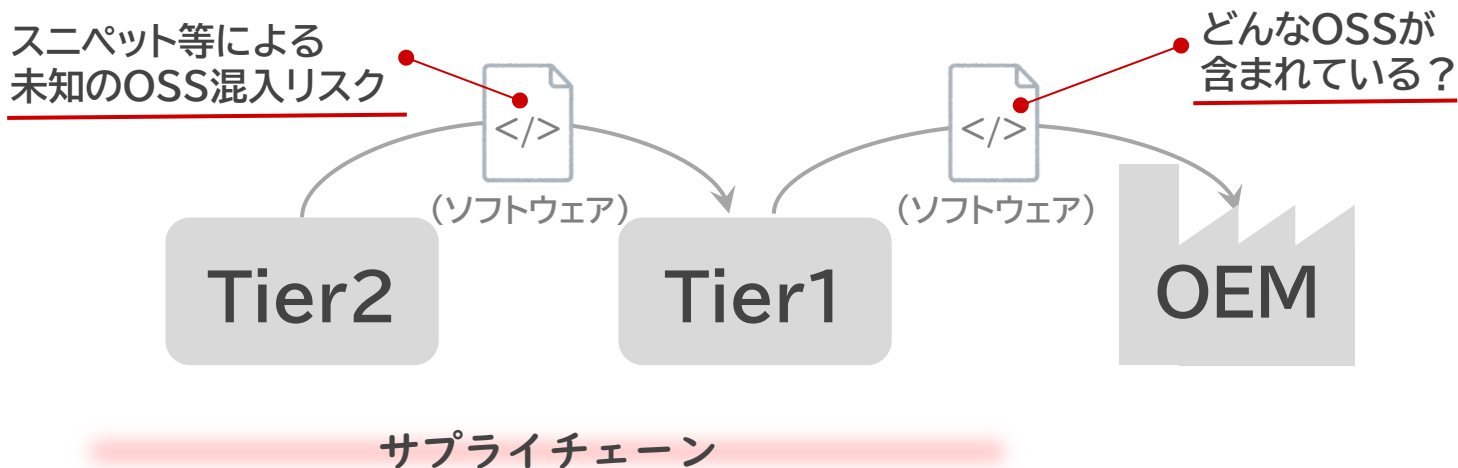 スニペット等による
未知のOSS混入リスク
どんなOSSが
含まれている？
</>
</>
（ソフトウェア）
（ソフトウェア）
Tier2
Tier1
OEM
サプライチェーン